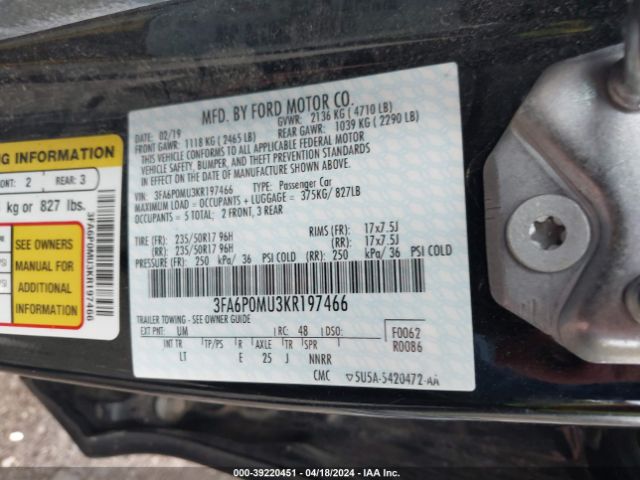 NG INFORMATION
ONT: 2 REAR: 3
kg or 827 lbs.
SEE OWNERS
MANUAL FOR
ADDITIONAL
INFORMATION
3FA6P0MU3KR197466
MFD. BY FORD MOTOR CO.
02/19 GVWR: 2136 KG (4710 LB)
FRONT GAWR: 1118 KG (2465 LB) REAR GAWR: 1039 KG (2290 LB)
THIS VEHICLE CONFORMS TO ALL APPLICABLE FEDERAL MOTOR
VEHICLE SAFETY, BUMPER, AND THEFT PREVENTION STANDARDS
IN EFFECT ON THE DATE OF MANUFACTURE SHOWN ABOVE.
VIN: 3FA6P0MU3KR197466 TYPE: Passenger Car
MAXIMUM LOAD = OCCUPANTS + LUGGAGE = 375KG/ 827LB
OCCUPANTS = 5 TOTAL: 2 FRONT, 3 REAR
TIRE (FR): 235/50R17 96H RIMS (FR): 17x7.5J
(RR): 235/50R17 96H (RR): 17x7.5J
PRESSURE (FR): 250 kPa/ 36 PSI COLD (RR): 250 kPa/ 36 PSI COLD
3FA6P0MU3KR197466
TRAILER TOWING - SEE OWNER GUIDE
EXT PNT: UM RC: 48 DSO: F0062
INT TR TP/PS R AXLE TR SPR R0086
LT E 25 J NNRR
CMC 5U5A-5420472-AA
000-39220451 - 04/18/2024 - IAA Inc.